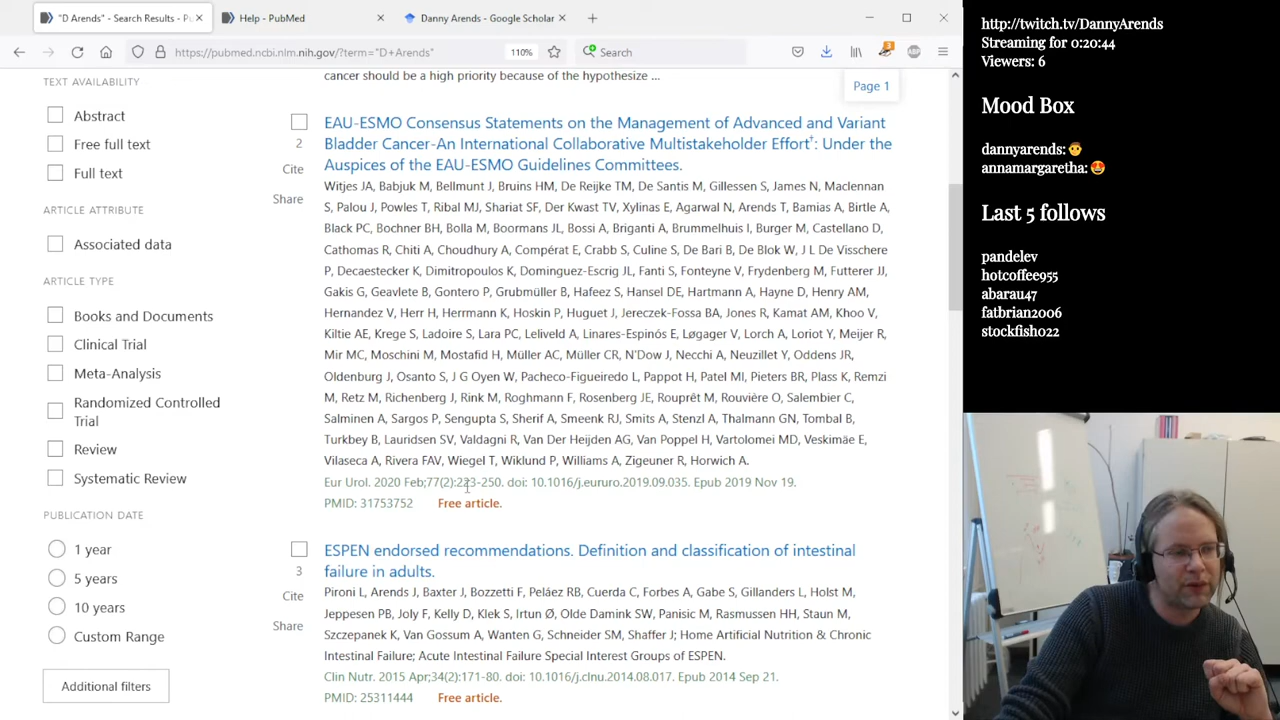 "D Arends" - Search Results - Pu
Help - PubMed
Danny Arends - Google Scholar
https://pubmed.ncbi.nlm.nih.gov/?term="D+Arends"
110%
Search
3
ABP
TEXT AVAILABILITY
Abstract
Free full text
Full text
ARTICLE ATTRIBUTE
Associated data
ARTICLE TYPE
Books and Documents
Clinical Trial
Meta-Analysis
Randomized Controlled
Trial
Review
Systematic Review
PUBLICATION DATE
1 year
5 years
10 years
Custom Range
Additional filters
cancer should be a high priority because of the hypothesize ...
Page 1
2
Cite
Share
EAU-ESMO Consensus Statements on the Management of Advanced and Variant
Bladder Cancer-An International Collaborative Multistakeholder Effort†: Under the
Auspices of the EAU-ESMO Guidelines Committees.
Witjes JA, Babjuk M, Bellmunt J, Bruins HM, De Reijke TM, De Santis M, Gillessen S, James N, Maclennan
S, Palou J, Powles T, Ribal MJ, Shariat SF, Der Kwast TV, Xylinas E, Agarwal N, Arends T, Bamias A, Birtle A,
Black PC, Bochner BH, Bolla M, Boormans JL, Bossi A, Briganti A, Brummelhuis I, Burger M, Castellano D,
Cathomas R, Chiti A, Choudhury A, Compérat E, Crabb S, Culine S, De Bari B, De Blok W, J L De Visschere
P, Decaestecker K, Dimitropoulos K, Dominguez-Escrig JL, Fanti S, Fonteyne V, Frydenberg M, Futterer JJ,
Gakis G, Geavlete B, Gontero P, Grubmüller B, Hafeez S, Hansel DE, Hartmann A, Hayne D, Henry AM,
Hernandez V, Herr H, Herrmann K, Hoskin P, Huguet J, Jereczek-Fossa BA, Jones R, Kamat AM, Khoo V,
Kiltie AE, Krege S, Ladoire S, Lara PC, Leliveld A, Linares-Espinós E, Løgager V, Lorch A, Loriot Y, Meijer R,
Mir MC, Moschini M, Mostafid H, Müller AC, Müller CR, N'Dow J, Necchi A, Neuzillet Y, Oddens JR,
Oldenburg J, Osanto S, J G Oyen W, Pacheco-Figueiredo L, Pappot H, Patel MI, Pieters BR, Plass K, Remzi
M, Retz M, Richenberg J, Rink M, Roghmann F, Rosenberg JE, Rouprêt M, Rouvière O, Salembier C,
Salminen A, Sargos P, Sengupta S, Sherif A, Smeenk RJ, Smits A, Stenzl A, Thalmann GN, Tombal B,
Turkbey B, Lauridsen SV, Valdagni R, Van Der Heijden AG, Van Poppel H, Vartolomei MD, Veskimäe E,
Vilaseca A, Rivera FAV, Wiegel T, Wiklund P, Williams A, Zigeuner R, Horwich A.
Eur Urol. 2020 Feb;77(2):223-250. doi: 10.1016/j.eururo.2019.09.035. Epub 2019 Nov 19.
PMID: 31753752 Free article.
3
Cite
Share
ESPEN endorsed recommendations. Definition and classification of intestinal
failure in adults.
Pironi L, Arends J, Baxter J, Bozzetti F, Peláez RB, Cuerda C, Forbes A, Gabe S, Gillanders L, Holst M,
Jeppesen PB, Joly F, Kelly D, Klek S, Irtun Ø, Olde Damink SW, Panisic M, Rasmussen HH, Staun M,
Szczepanek K, Van Gossum A, Wanten G, Schneider SM, Shaffer J; Home Artificial Nutrition & Chronic
Intestinal Failure; Acute Intestinal Failure Special Interest Groups of ESPEN.
Clin Nutr. 2015 Apr;34(2):171-80. doi: 10.1016/j.clnu.2014.08.017. Epub 2014 Sep 21.
PMID: 25311444 Free article.
http://twitch.tv/DannyArends
Streaming for 0:20:44
Viewers: 6
Mood Box
dannyarends:
annamargaretha:
Last 5 follows
pandelev
hotcoffee955
abarau47
fatbrian2006
stockfish022